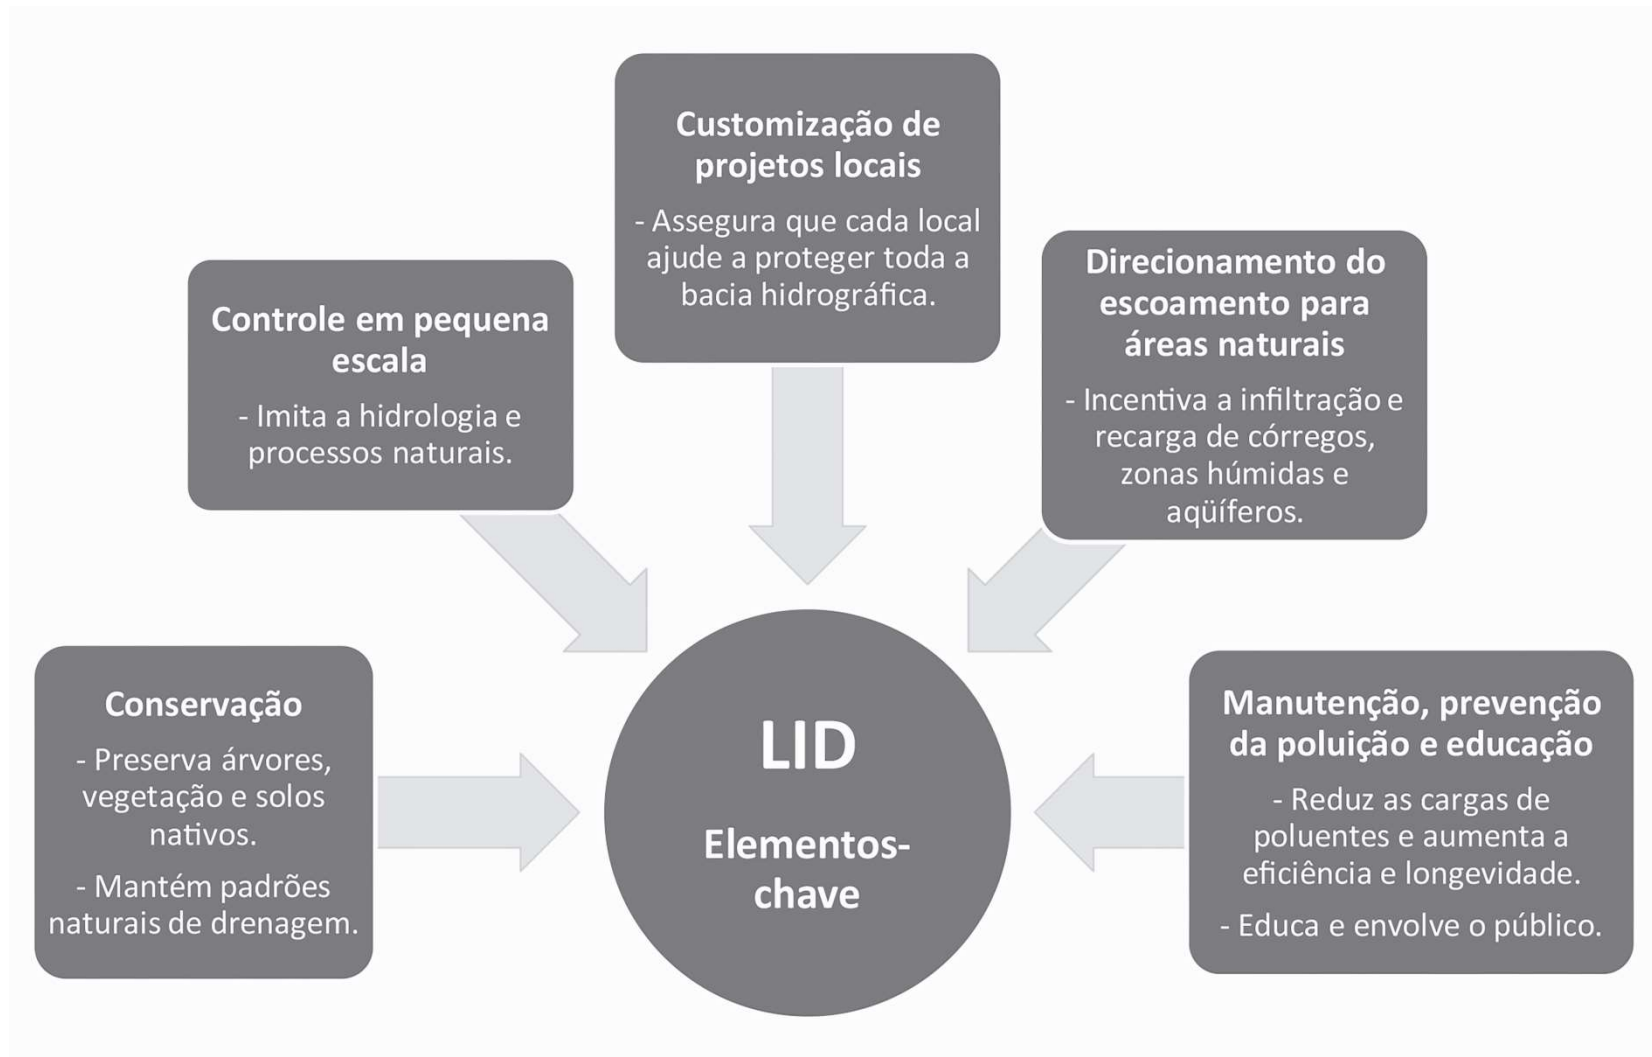 Customização de
projetos locais
- Assegura que cada local
ajude a proteger toda a
bacia hidrográfica.
Controle em pequena
escala
- Imita a hidrologia e
processos naturais.
Direcionamento do
escoamento para
áreas naturais
- Incentiva a infiltração e
recarga de córregos,
zonas húmidas e
aqüíferos.
Conservação
- Preserva árvores,
vegetação e solos
nativos.
- Mantém padrões
naturais de drenagem.
LID
Elementos-
chave
Manutenção, prevenção
da poluição e educação
- Reduz as cargas de
poluentes e aumenta a
eficiência e longevidade.
- Educa e envolve o público.